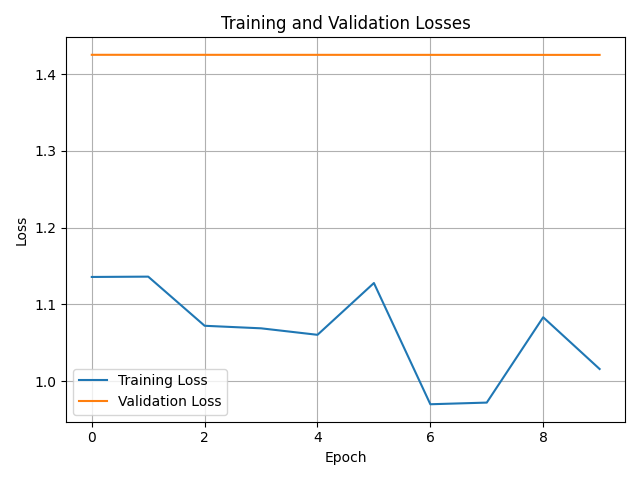 Training and Validation Losses
1.4
1.3
1.2
1.1
1.0
Loss
Training Loss
Validation Loss
0
2
4
6
8
Epoch